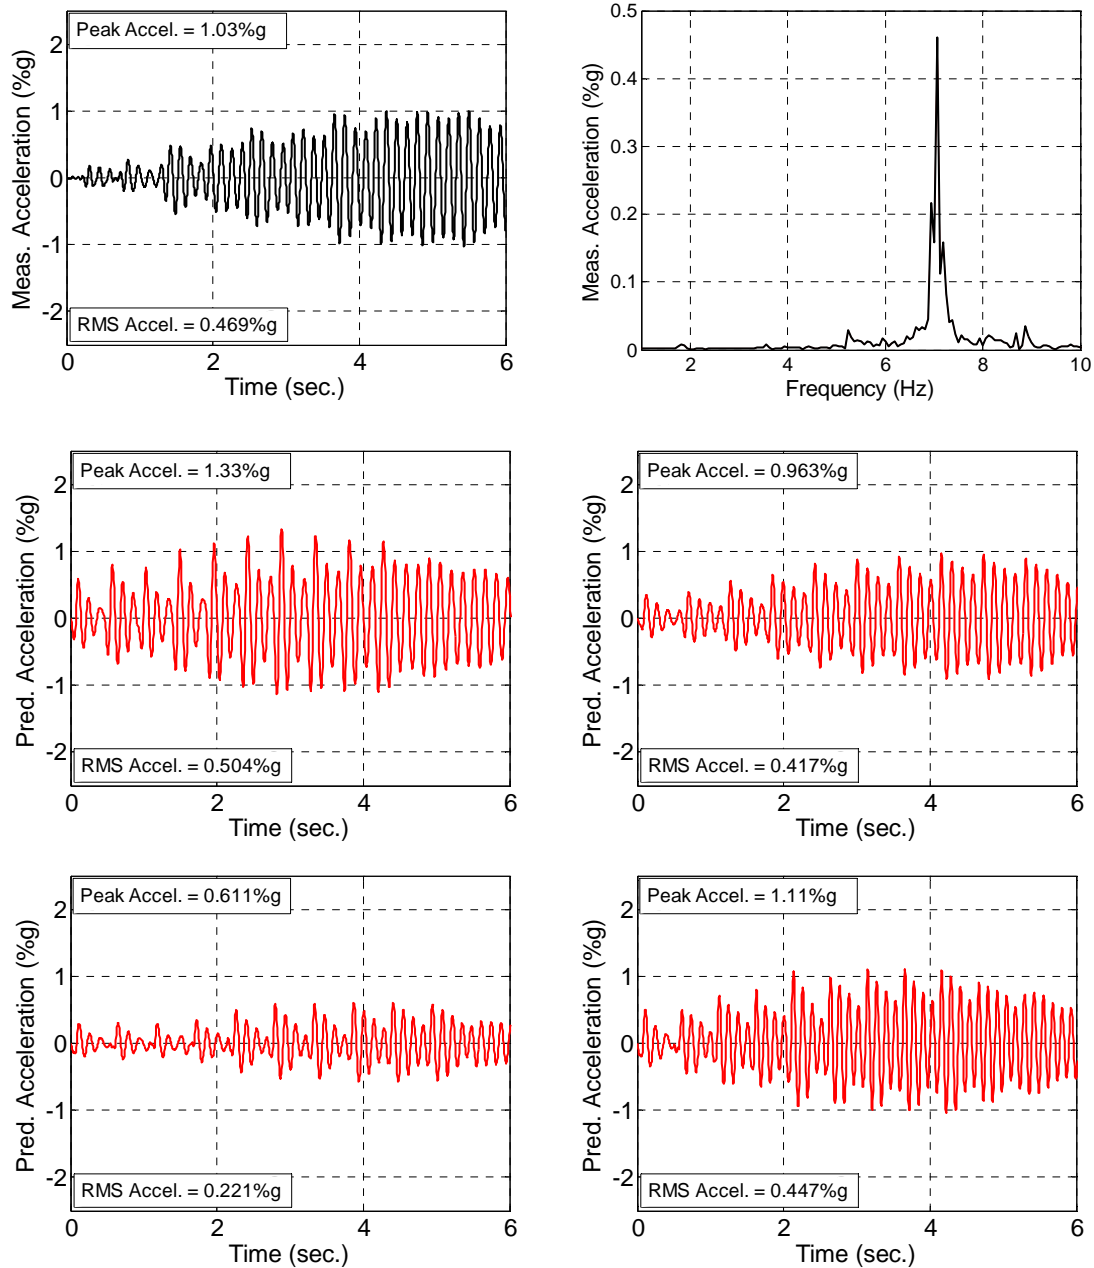 Peak Accel. = 1.03%g
Meas. Acceleration (%g)
2
1
0
-1
-2
RMS Accel. = 0.469%g
0 2 4 6
Time (sec.)
Meas. Acceleration (%g)
0.5
0.4
0.3
0.2
0.1
0
2 4 6 8 10
Frequency (Hz)
Peak Accel. = 1.33%g
Pred. Acceleration (%g)
2
1
0
-1
-2
RMS Accel. = 0.504%g
0 2 4 6
Time (sec.)
Peak Accel. = 0.963%g
Pred. Acceleration (%g)
2
1
0
-1
-2
RMS Accel. = 0.417%g
0 2 4 6
Time (sec.)
Peak Accel. = 0.611%g
Pred. Acceleration (%g)
2
1
0
-1
-2
RMS Accel. = 0.221%g
0 2 4 6
Time (sec.)
Peak Accel. = 1.11%g
Pred. Acceleration (%g)
2
1
0
-1
-2
RMS Accel. = 0.447%g
0 2 4 6
Time (sec.)